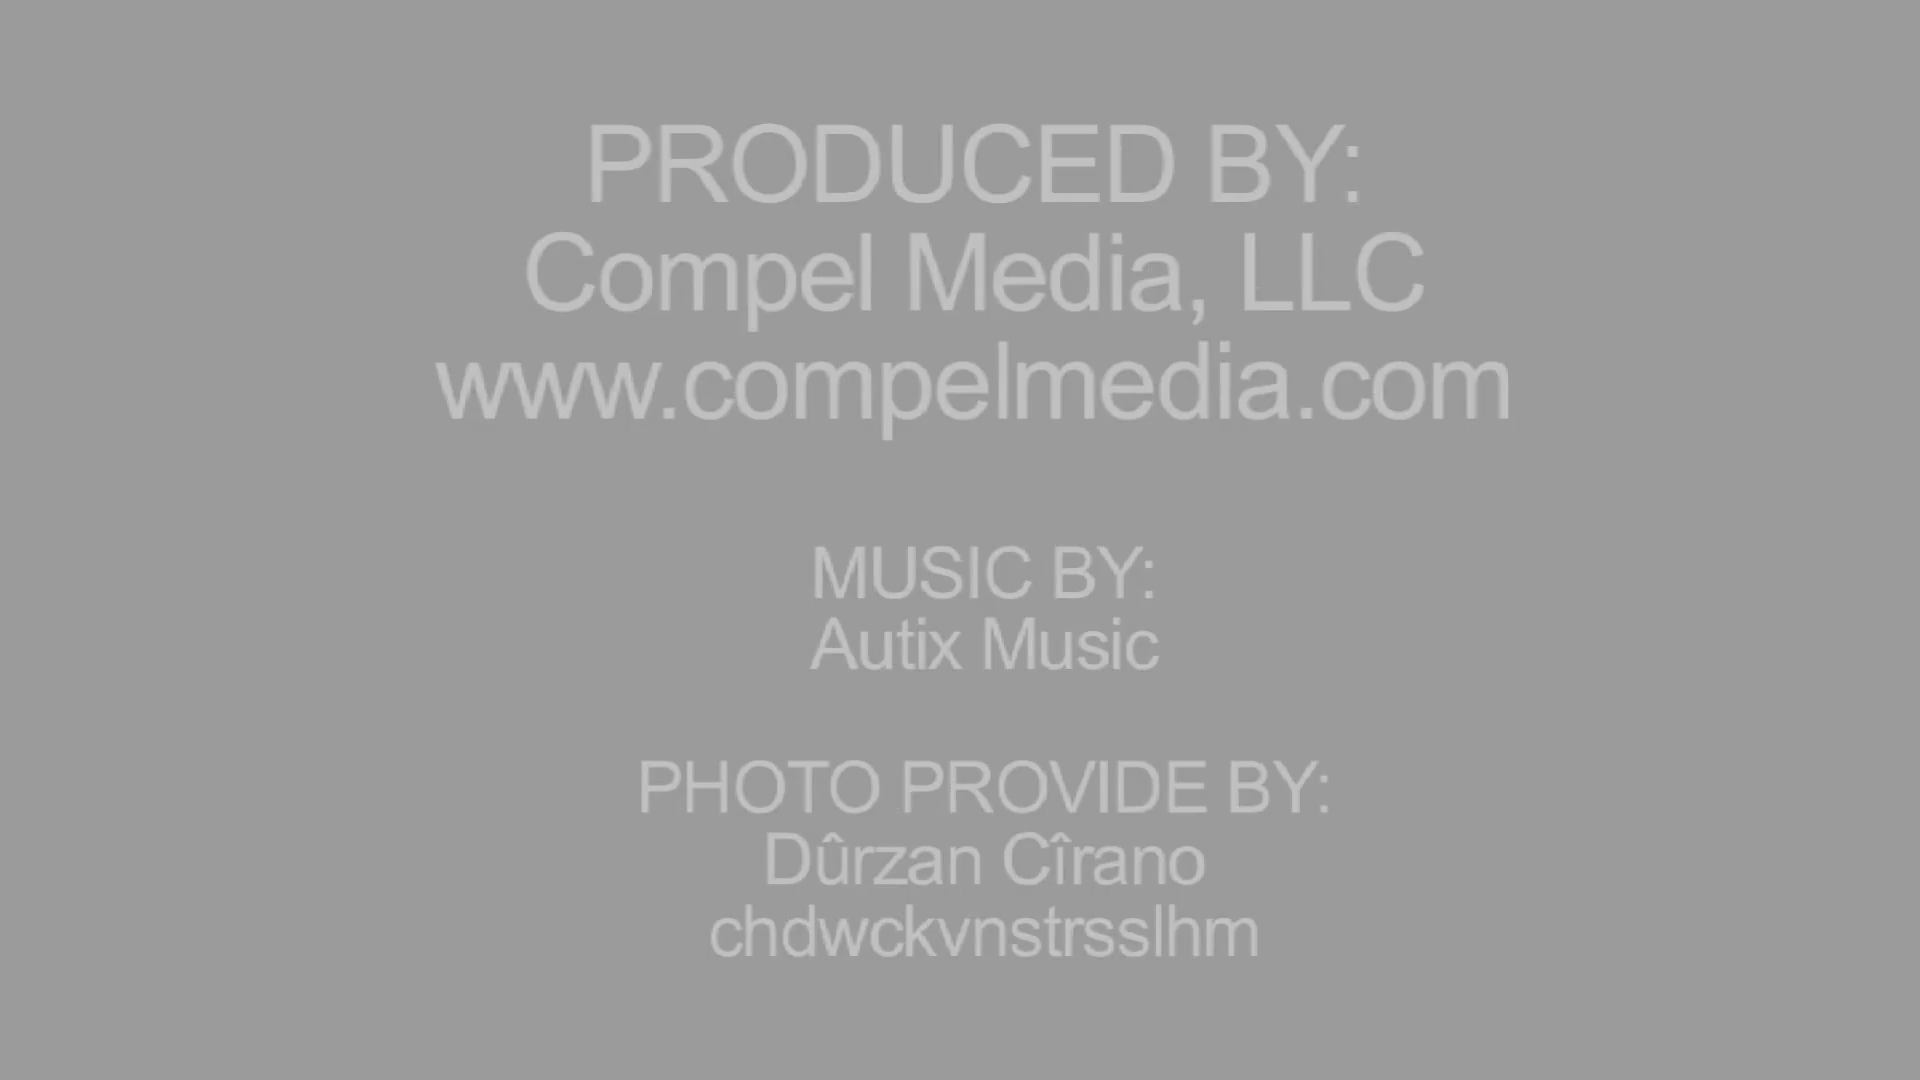 PRODUCED BY:
Compel Media, LLC
www.compelmedia.com
MUSIC BY:
Autix Music
PHOTO PROVIDE BY:
Dûrzan Cîrano
chdwckvnstrsslhm